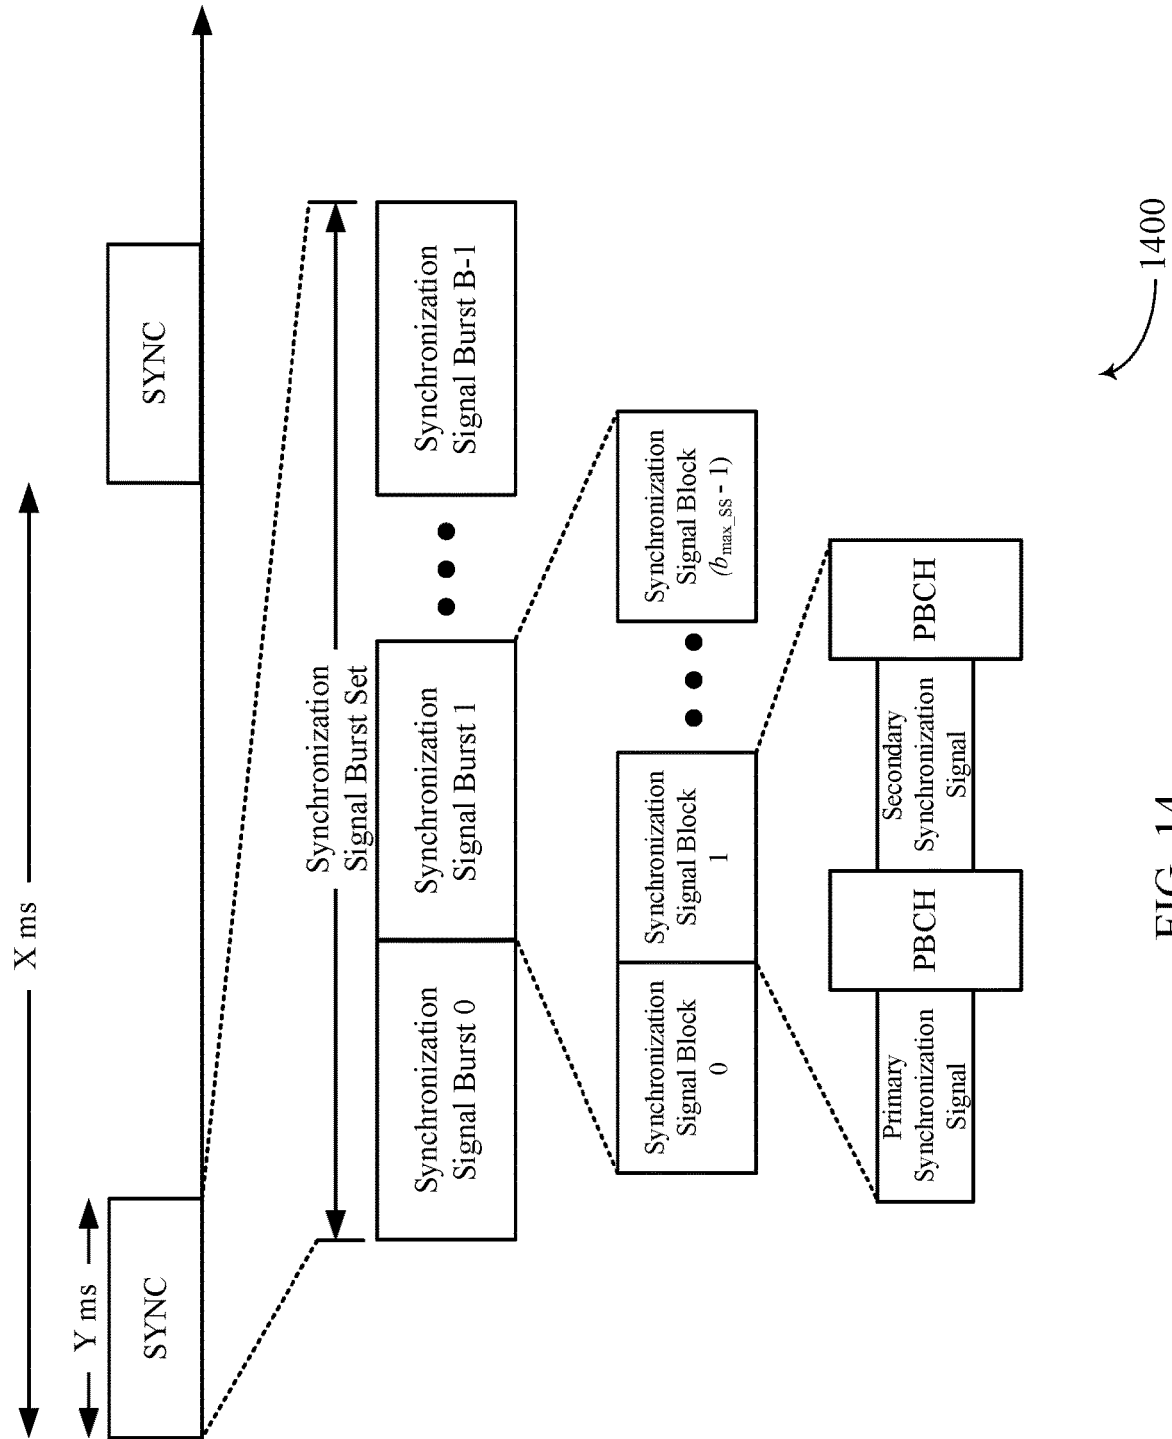 X ms
Y ms
SYNC
SYNC
Synchronization
Signal Burst Set
Synchronization
Signal Burst 0
Synchronization
Signal Burst 1
Synchronization
Signal Burst B-1
Synchronization
Signal Block
0
Synchronization
Signal Block
1
Synchronization
Signal Block
(b_max_SS - 1)
Primary
Synchronization
Signal
PBCH
Secondary
Synchronization
Signal
PBCH
1400
FIG. 14